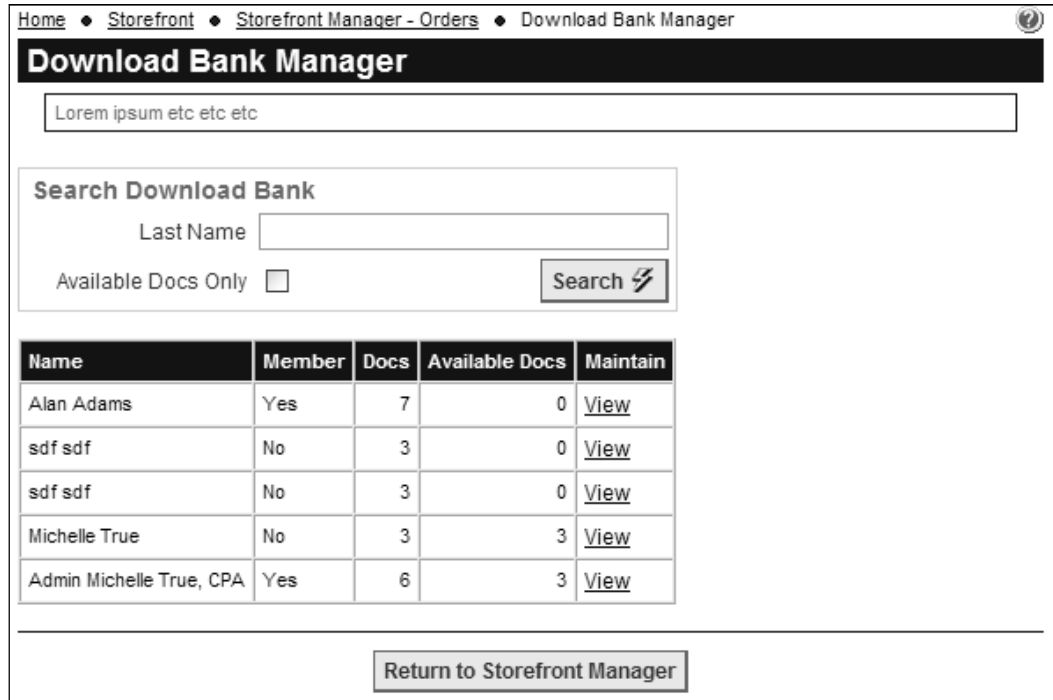 Home ● Storefront ● Storefront Manager - Orders ● Download Bank Manager ?
Download Bank Manager
Lorem ipsum etc etc etc
Search Download Bank
Last Name
Available Docs Only Search
Name Member Docs Available Docs Maintain
Alan Adams Yes 7 0 View
sdf sdf No 3 0 View
sdf sdf No 3 0 View
Michelle True No 3 3 View
Admin Michelle True, CPA Yes 6 3 View
Return to Storefront Manager